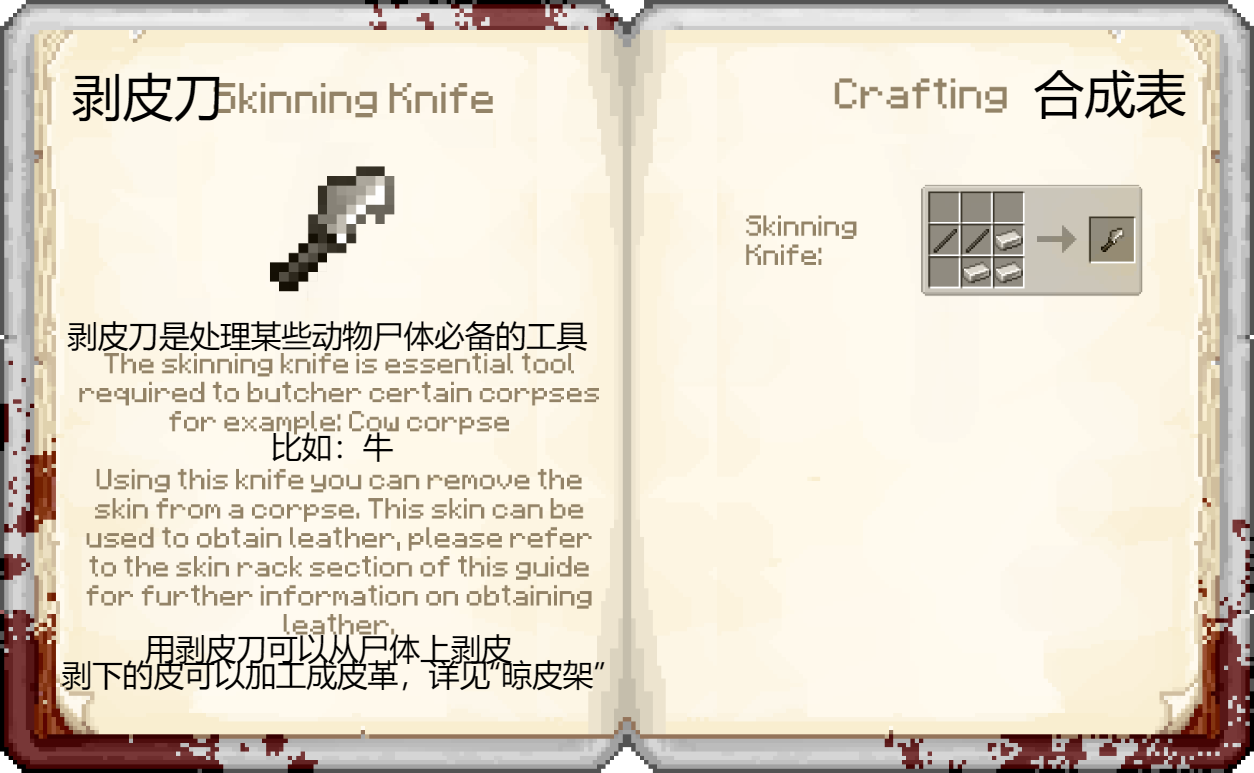 剥皮刀Skinning Knife
剥皮刀是处理某些动物尸体必备的工具
The skinning knife is essential tool
required to butcher certain corpses
for example: Cow corpse
比如：牛
Using this knife you can remove the
skin from a corpse. This skin can be
used to obtain leather, please refer
to the skin rack section of this guide
for further information on obtaining
leather.
用剥皮刀可以从尸体上剥皮
剥下的皮可以加工成皮革，详见“晾皮架”
Crafting 合成表
Skinning
Knife: